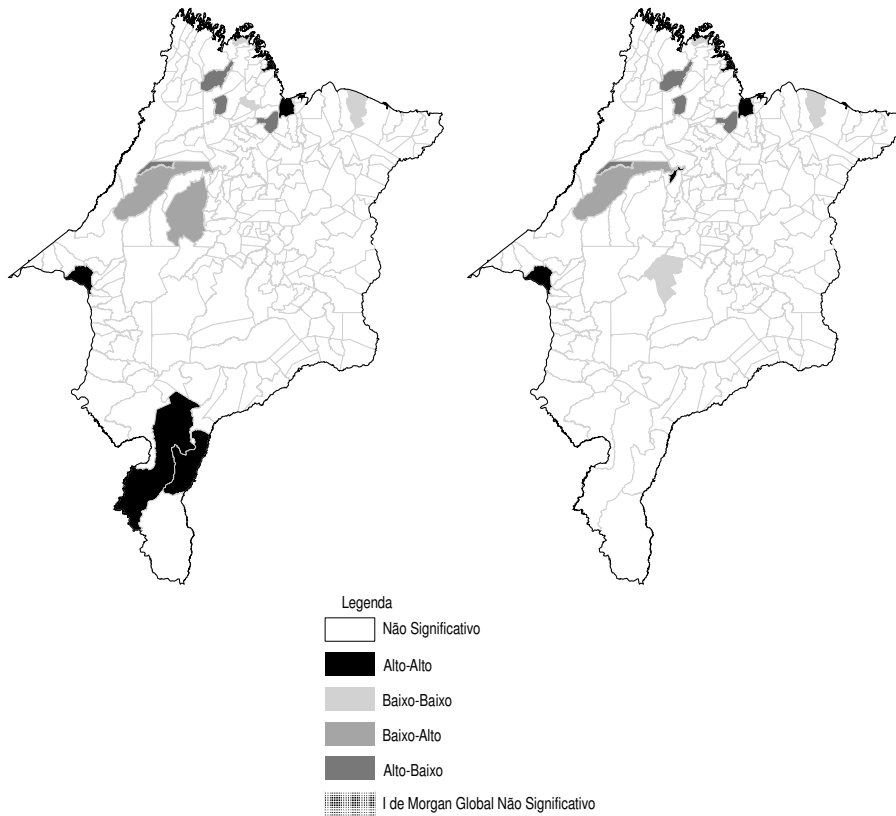 Legenda
Não Significativo
Alto-Alto
Baixo-Baixo
Baixo-Alto
Alto-Baixo
I de Morgan Global Não Significativo